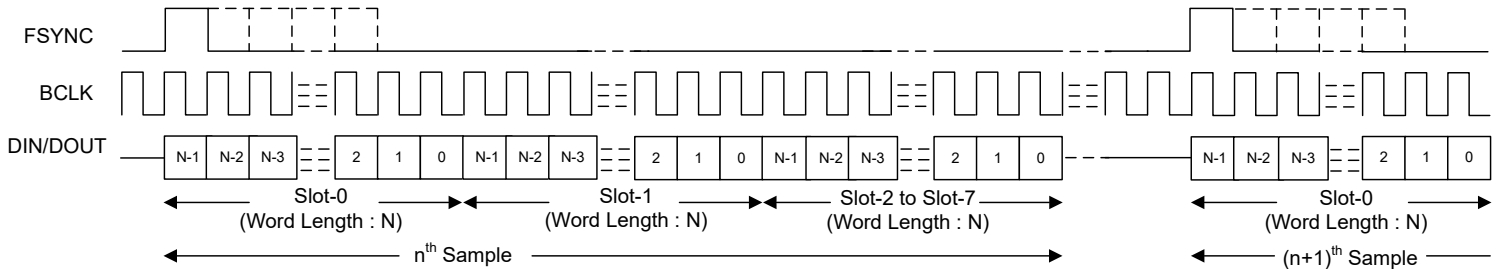 FSYNC
BCLK
DIN/DOUT
N-1 N-2 N-3 2 1 0 N-1 N-2 N-3 2 1 0 N-1 N-2 N-3 2 1 0 N-1 N-2 N-3 2 1 0
Slot-0 Slot-1 Slot-2 to Slot-7 Slot-0
(Word Length : N) (Word Length : N) (Word Length : N) (Word Length : N)
nth Sample (n+1)th Sample